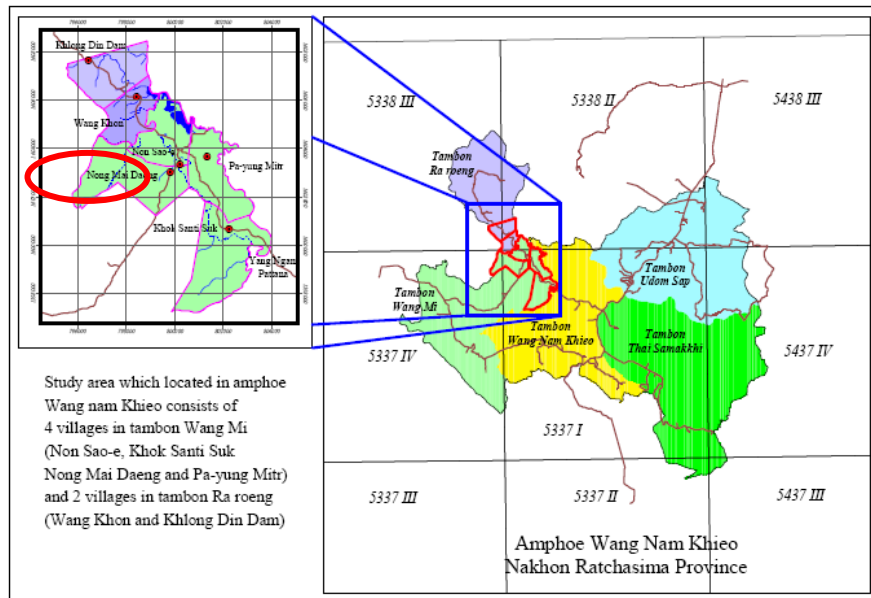 Khlong Din Dam
Wang Khon
Non Sao-e
Pa-yung Mitr
Nong Mai Daeng
Khok Santi Suk
Yang Ngam
Pattana
5338 III
5338 II
5438 III
Tambon
Ra roeng
Tambon
Udom Sap
Tambon
Wang Mi
Tambon
Wang Nam Khieo
Tambon
Thai Samakkhi
5337 IV
5437 IV
5337 I
5337 III
5337 II
5437 III
Study area which located in amphoe
Wang nam Khieo consists of
4 villages in tambon Wang Mi
(Non Sao-e, Khok Santi Suk
Nong Mai Daeng and Pa-yung Mitr)
and 2 villages in tambon Ra roeng
(Wang Khon and Khlong Din Dam)
Amphoe Wang Nam Khieo
Nakhon Ratchasima Province